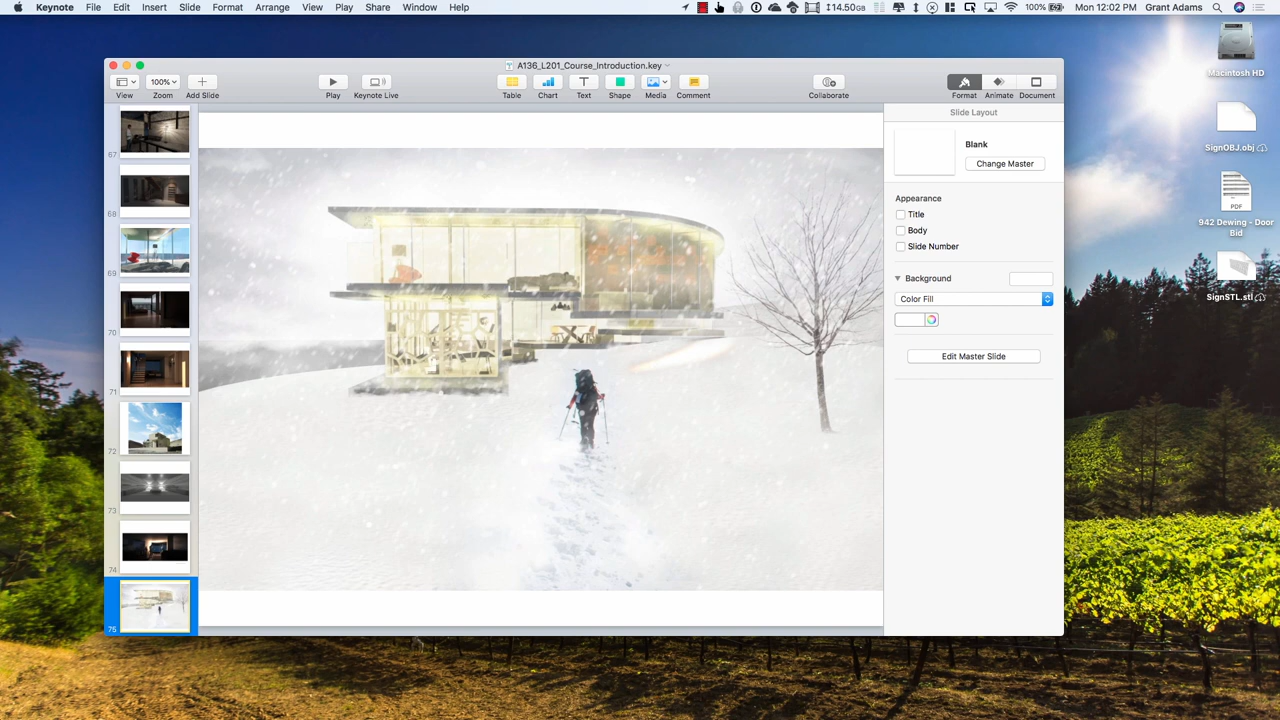 Keynote File Edit Insert Slide Format Arrange View Play Share Window Help 14.50GB 100% Mon 12:02 PM Grant Adams
A136_L201_Course_Introduction.key
100%
View Zoom Add Slide Play Keynote Live Table Chart Text Shape Media Comment Collaborate Format Animate Document
67
68
69
70
71
72
73
74
75
Slide Layout
Blank
Change Master
Appearance
Title
Body
Slide Number
Background
Color Fill
Edit Master Slide
Macintosh HD
SignOBJ.obj
PDF
942 Dewing - Door
Bid
SignSTL.stl